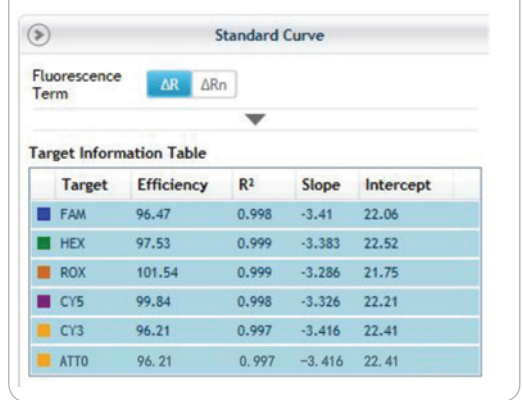 Standard Curve
Fluorescence Term ΔR ΔRn
Target Information Table
Target Efficiency R² Slope Intercept
FAM 96.47 0.998 -3.41 22.06
HEX 97.53 0.999 -3.383 22.52
ROX 101.54 0.999 -3.286 21.75
CY5 99.84 0.998 -3.326 22.21
CY3 96.21 0.997 -3.416 22.41
ATTO 96. 21 0. 997 -3. 416 22. 41